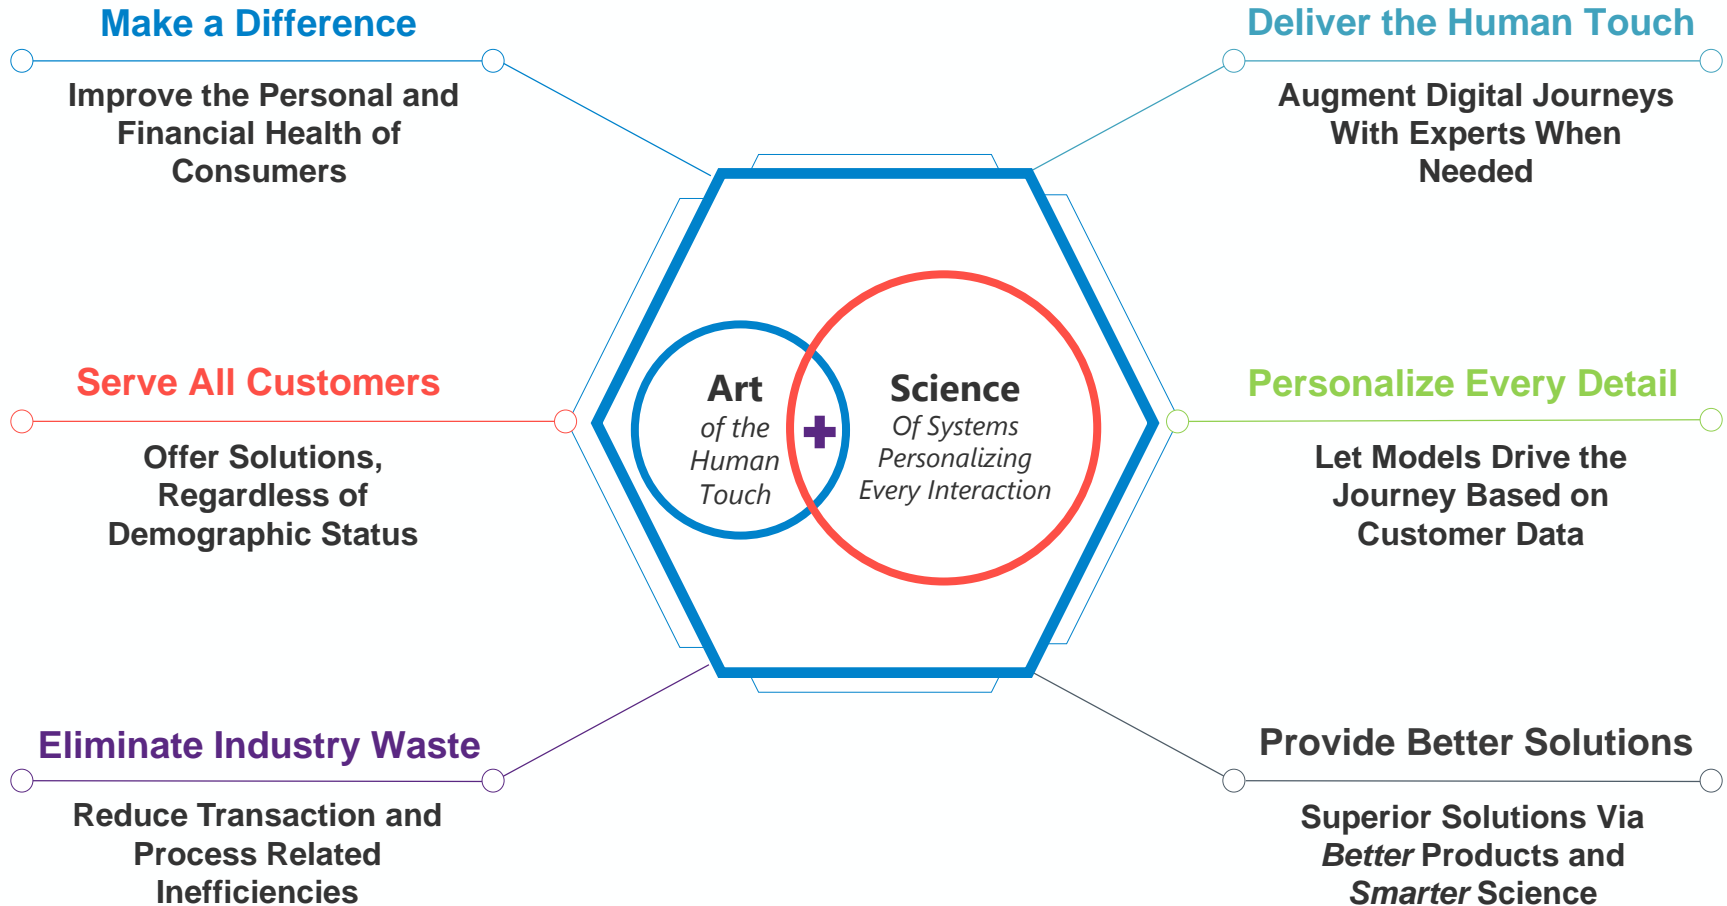 Make a Difference
Improve the Personal and
Financial Health of
Consumers
Serve All Customers
Offer Solutions,
Regardless of
Demographic Status
Eliminate Industry Waste
Reduce Transaction and
Process Related
Inefficiencies
Art
of the
Human
Touch
Science
Of Systems
Personalizing
Every Interaction
Deliver the Human Touch
Augment Digital Journeys
With Experts When
Needed
Personalize Every Detail
Let Models Drive the
Journey Based on
Customer Data
Provide Better Solutions
Superior Solutions Via
Better Products and
Smarter Science